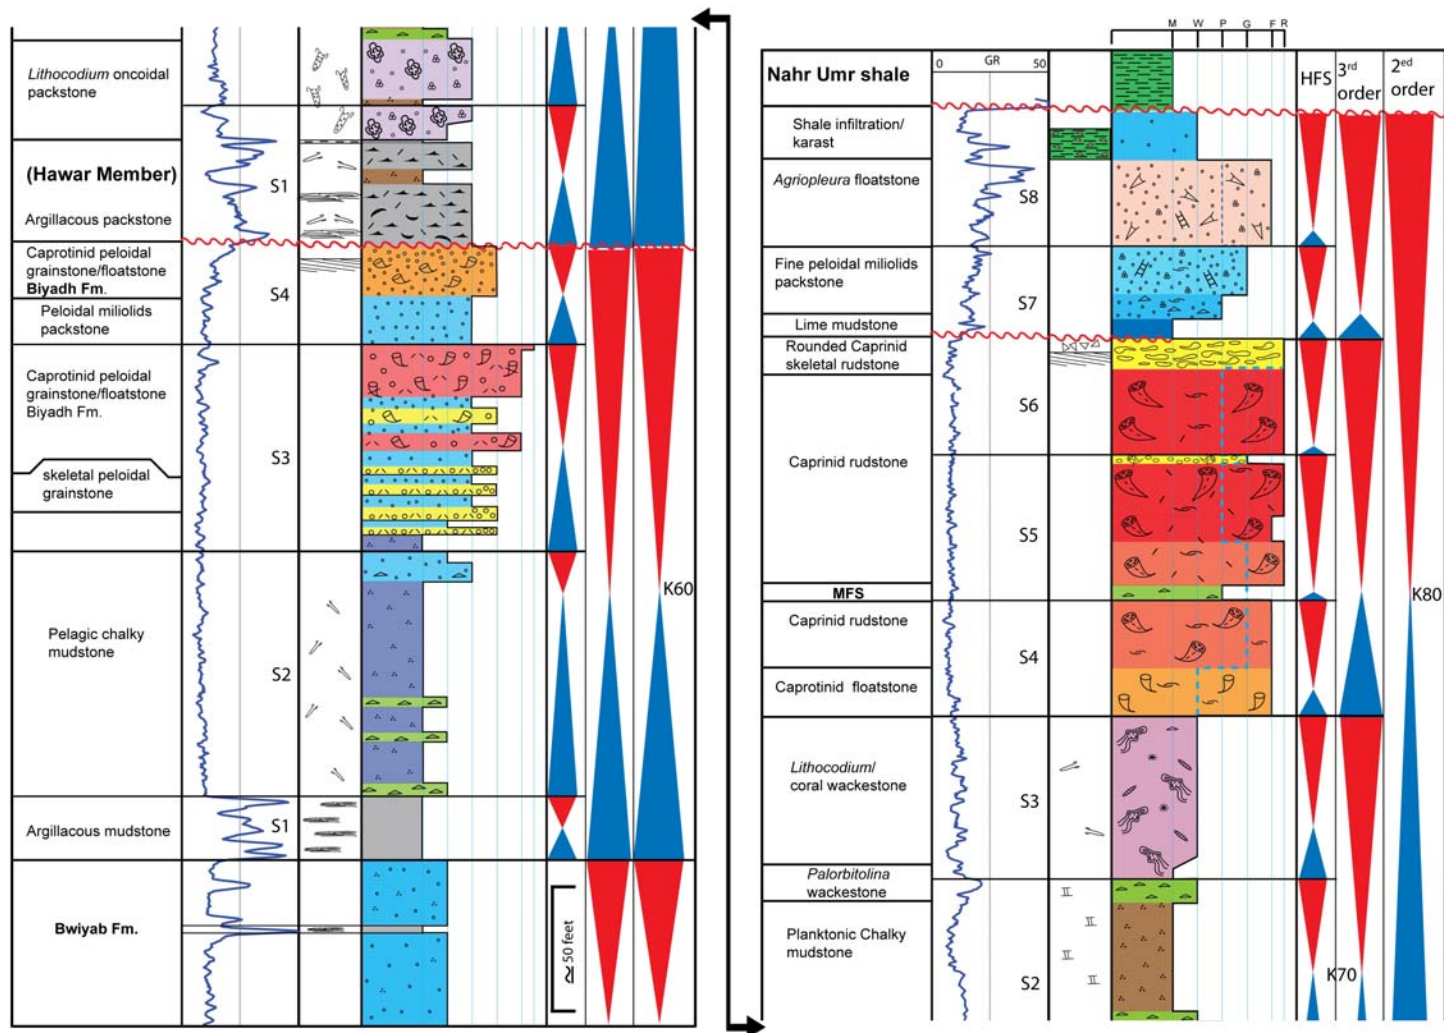 Lithocodium oncoidal
packstone
(Hawar Member)
Argillacous packstone
S1
Caprotinid peloidal
grainstone/floatstone
Biyadh Fm.
S4
Peloidal miliolids
packstone
Caprotinid peloidal
grainstone/floatstone
Biyadh Fm.
S3
skeletal peloidal
grainstone
K60
Pelagic chalky
mudstone
S2
Argillacous mudstone
S1
Bwiyab Fm.
≃ 50 feet
M W P G F R
Nahr Umr shale
0 GR 50
HFS
3rd
order
2ed
order
Shale infiltration/
karast
Agriopleura floatstone
S8
Fine peloidal miliolids
packstone
S7
Lime mudstone
Rounded Caprinid
skeletal rudstone
S6
Caprinid rudstone
S5
MFS
K80
Caprinid rudstone
S4
Caprotinid floatstone
Lithocodium/
coral wackestone
S3
Palorbitolina
wackestone
Planktonic Chalky
mudstone
S2
K70